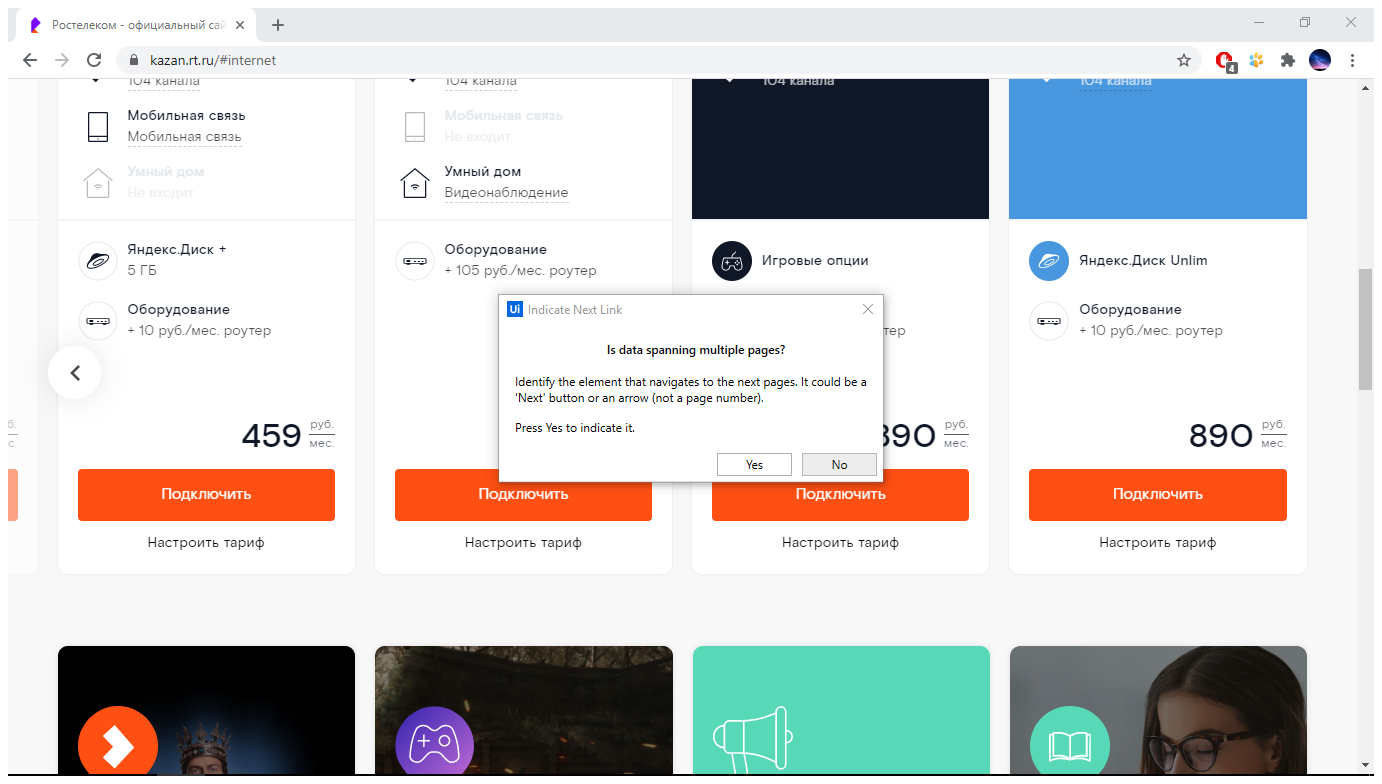 Ростелеком - официальный сай
kazan.rt.ru/#internet
4
104 канала
Мобильная связь
Мобильная связь
Умный дом
Не входит
Яндекс.Диск +
5 ГБ
Оборудование
+ 10 руб./мес. роутер
459 руб.
мес.
Подключить
Настроить тариф
104 канала
Мобильная связь
Не входит
Умный дом
Видеонаблюдение
Оборудование
+ 105 руб./мес. роутер
Подключить
Настроить тариф
104 канала
Игровые опции
тер
890 руб.
мес.
Подключить
Настроить тариф
104 канала
Яндекс.Диск Unlim
Оборудование
+ 10 руб./мес. роутер
890 руб.
мес.
Подключить
Настроить тариф
б.
с.
Ui Indicate Next Link
Is data spanning multiple pages?
Identify the element that navigates to the next pages. It could be a
'Next' button or an arrow (not a page number).
Press Yes to indicate it.
Yes
No